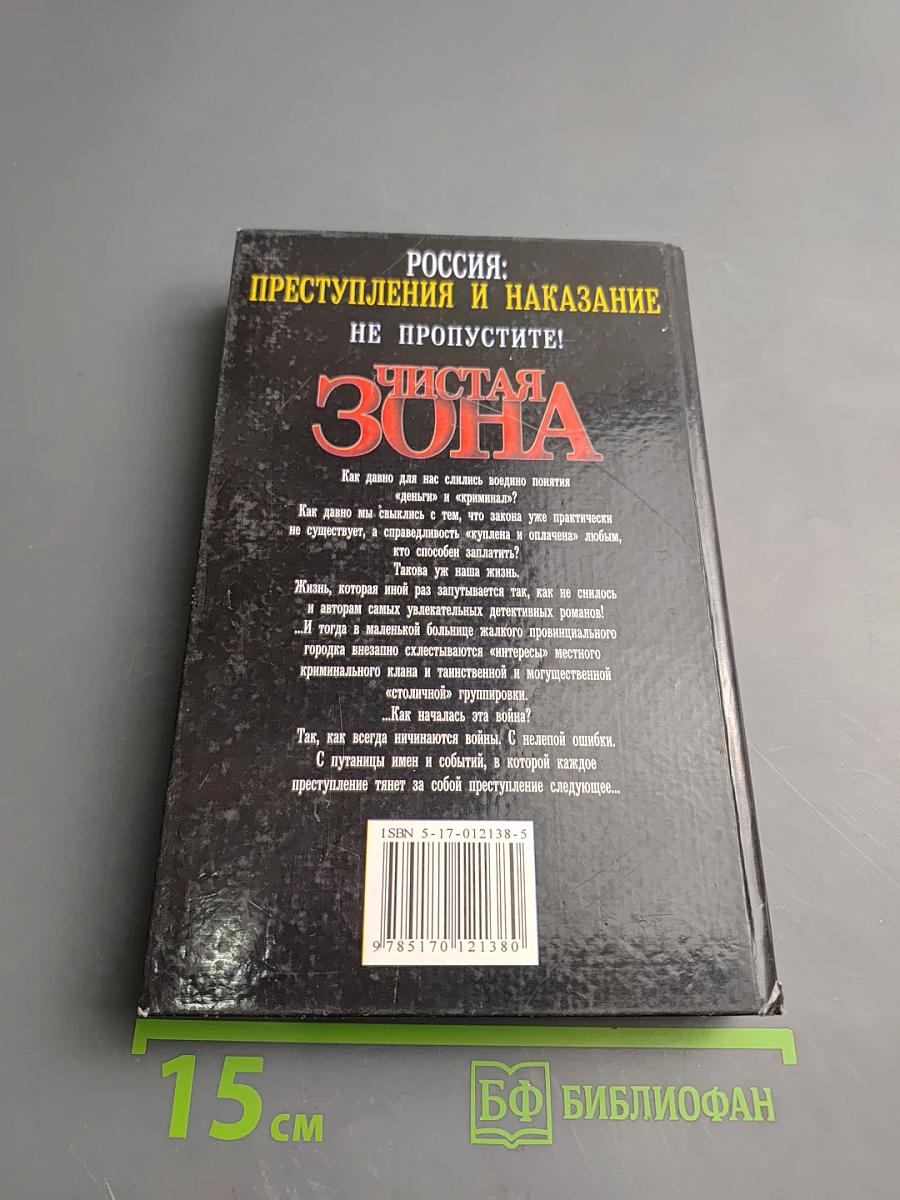 РОССИЯ:
ПРЕСТУПЛЕНИЯ И НАКАЗАНИЕ
НЕ ПРОПУСТИТЕ!
ЧИСТАЯ
ЗОНА
Как давно для нас слились воедино понятия
«деньги» и «криминал»?
Как давно мы свыклись с тем, что закона уже практически
не существует, а справедливость «куплена и оплачена» любым,
кто способен заплатить?
Такова уж наша жизнь.
Жизнь, которая иной раз запутывается так, как не снилось
и авторам самых увлекательных детективных романов!
...И тогда в маленькой больнице жалкого провинциального
городка внезапно схлестываются «интересы» местного
криминального клана и таинственной и могущественной
«столичной» группировки.
...Как началась эта война?
Так, как всегда ничинаются войны. С нелепой ошибки.
С путаницы имен и событий, в которой каждое
преступление тянет за собой преступление следующее...
ISBN 5-17-012138-5
9 785170 121380
15 см
БФ БИБЛИОФАН